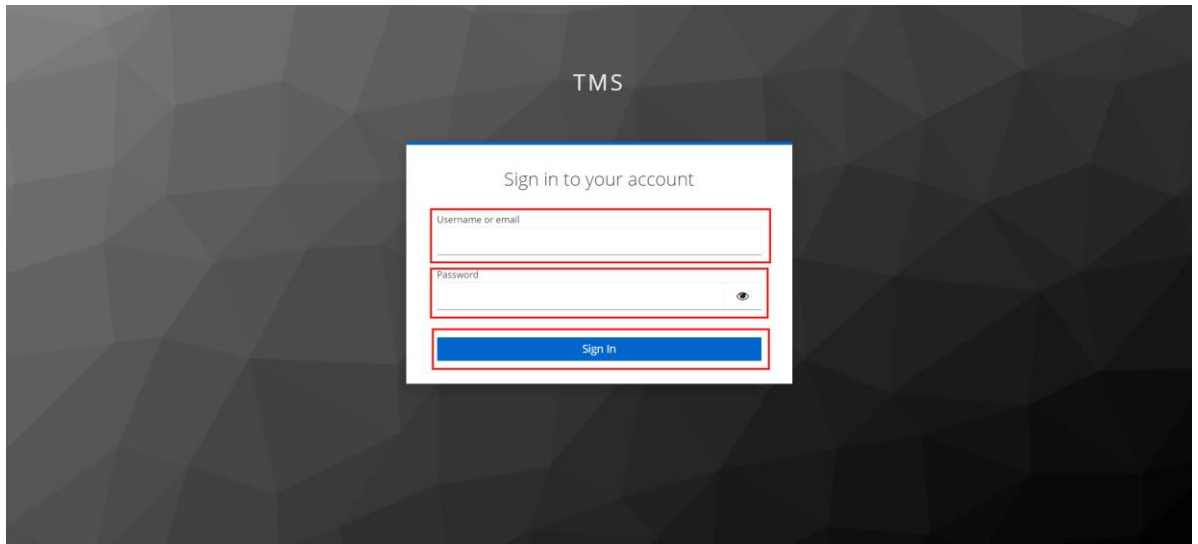 TMS
Sign in to your account
Username or email
Password
Sign In